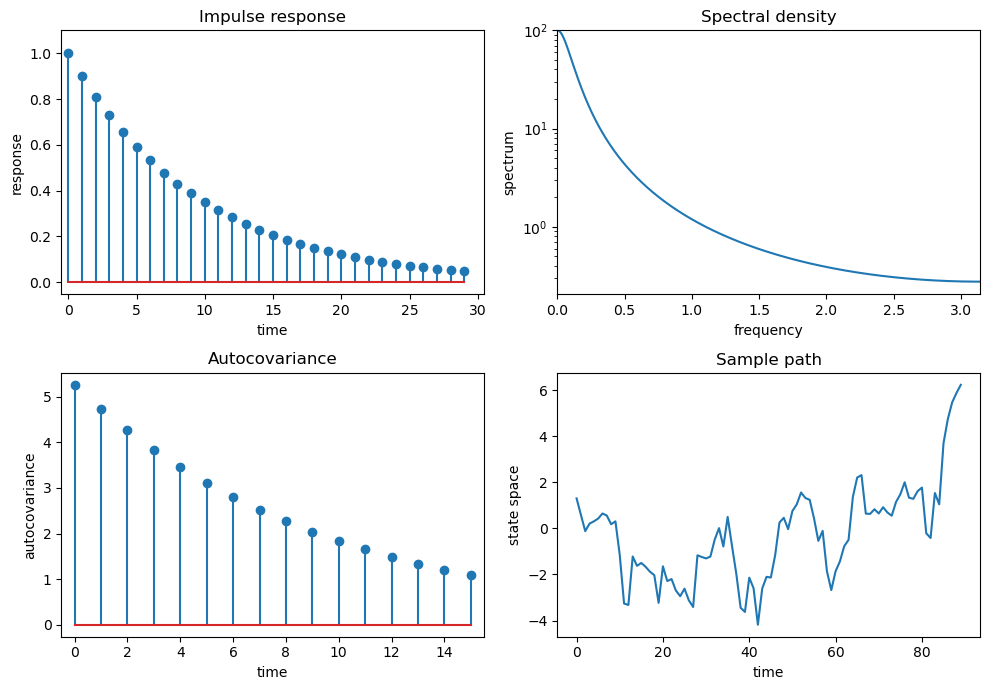 Impulse response
response
1.0
0.8
0.6
0.4
0.2
0.0
0 5 10 15 20 25 30
time
Spectral density
spectrum
10²
10¹
10⁰
0.0 0.5 1.0 1.5 2.0 2.5 3.0
frequency
Autocovariance
autocovariance
5
4
3
2
1
0
0 2 4 6 8 10 12 14
time
Sample path
state space
6
4
2
0
−2
−4
0 20 40 60 80
time